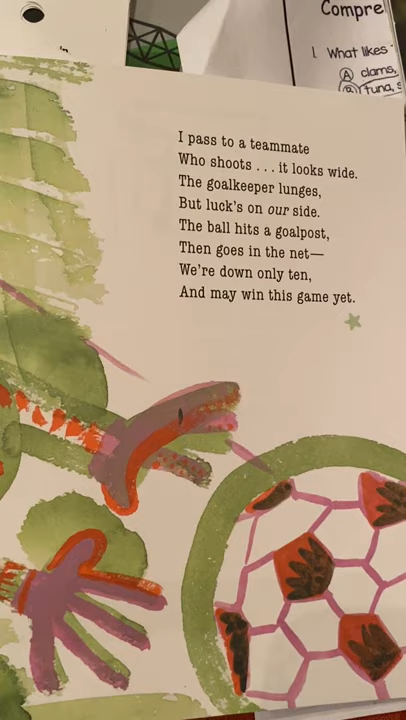 Compre
1 What likes
A clams,
B tuna, s
I pass to a teammate
Who shoots . . . it looks wide.
The goalkeeper lunges,
But luck's on our side.
The ball hits a goalpost,
Then goes in the net—
We're down only ten,
And may win this game yet.